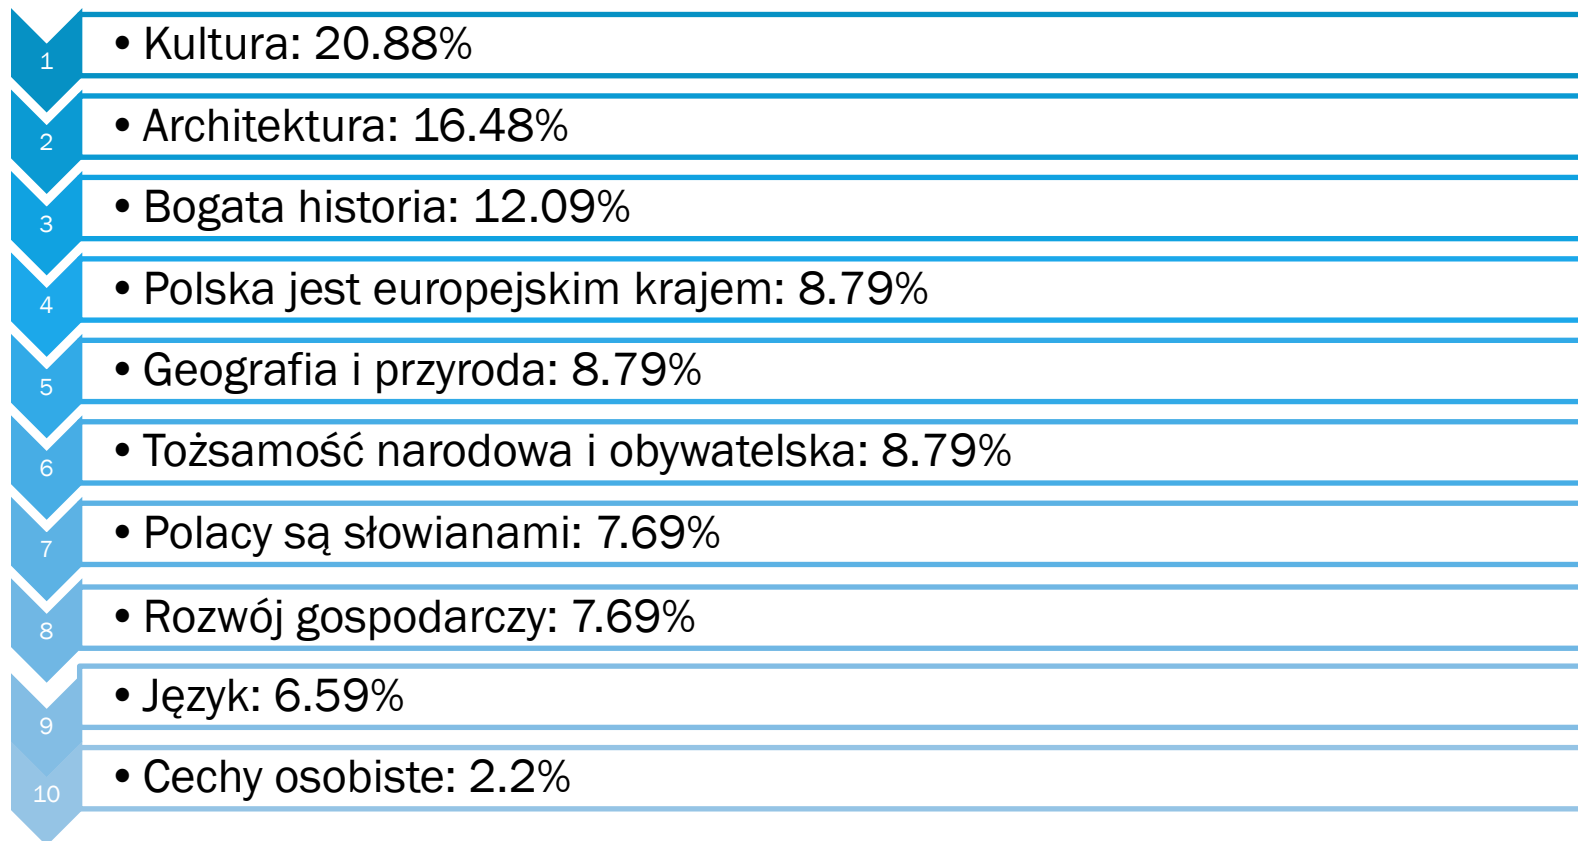 1 • Kultura: 20.88%
2 • Architektura: 16.48%
3 • Bogata historia: 12.09%
4 • Polska jest europejskim krajem: 8.79%
5 • Geografia i przyroda: 8.79%
6 • Tożsamość narodowa i obywatelska: 8.79%
7 • Polacy są słowianami: 7.69%
8 • Rozwój gospodarczy: 7.69%
9 • Język: 6.59%
10 • Cechy osobiste: 2.2%